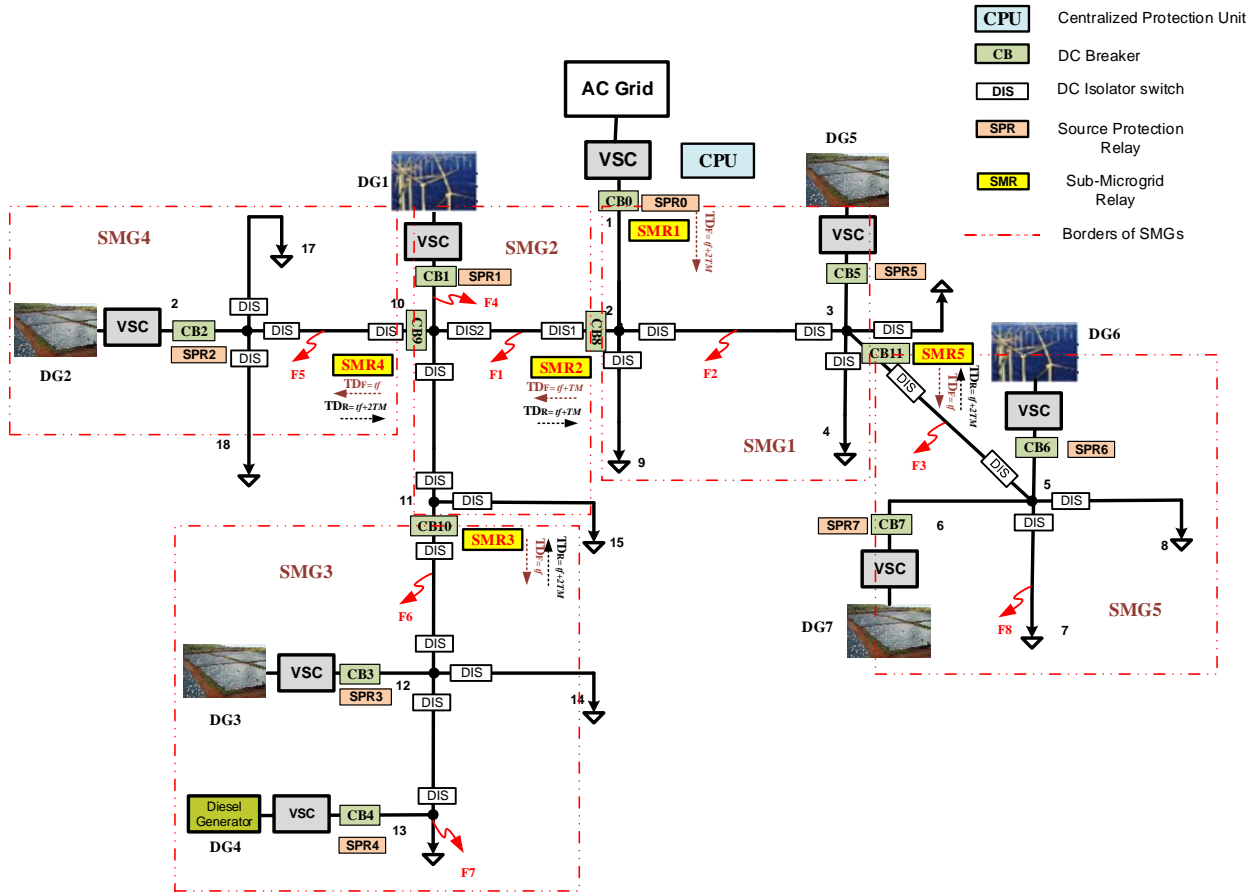 CPU
Centralized Protection Unit
CB
DC Breaker
DIS
DC Isolator switch
SPR
Source Protection
Relay
SMR
Sub-Microgrid
Relay
Borders of SMGs
AC Grid
VSC
CPU
CB0
SPR0
1
SMR1
TDF= tf+2TM
DG5
VSC
CB5
SPR5
3
DIS
DG1
VSC
SMG2
CB1
SPR1
F4
SMG4
17
DG2
VSC
2
CB2
SPR2
DIS
DIS
DIS
DIS
F5
18
10
CB9
SMR4
TDF= tf
TDR= tf+2TM
DIS2
DIS1
F1
CB8
2
SMR2
TDF= tf+TM
TDR= tf+TM
DIS
DIS
DIS
F2
DIS
9
DIS
4
SMG1
CB11
SMR5
TDF= tf
TDR= tf+2TM
DIS
DIS
F3
DG6
VSC
CB6
SPR6
5
DIS
8
DIS
F8
7
SPR7
CB7
6
VSC
DG7
SMG5
DIS
11
DIS
15
CB10
SMR3
TDF= tf
TDR= tf+2TM
DIS
SMG3
F6
DIS
VSC
CB3
SPR3
12
DG3
DIS
14
DIS
DIS
Diesel
Generator
VSC
CB4
SPR4
13
DG4
F7